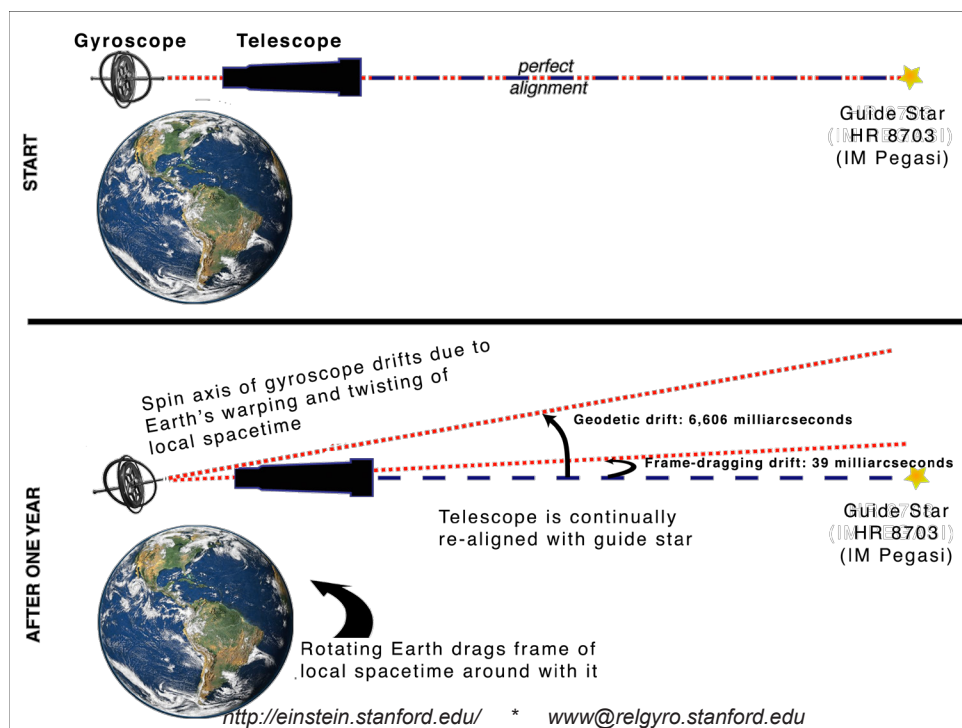 Gyroscope
Telescope
perfect
alignment
Guide Star
HR 8703
(IM Pegasi)
START
Spin axis of gyroscope drifts due to
Earth's warping and twisting of
local spacetime
Geodetic drift: 6,606 milliarcseconds
Frame-dragging drift: 39 milliarcseconds
Telescope is continually
re-aligned with guide star
Guide Star
HR 8703
(IM Pegasi)
AFTER ONE YEAR
Rotating Earth drags frame of
local spacetime around with it
http://einstein.stanford.edu/ * www@relgyro.stanford.edu